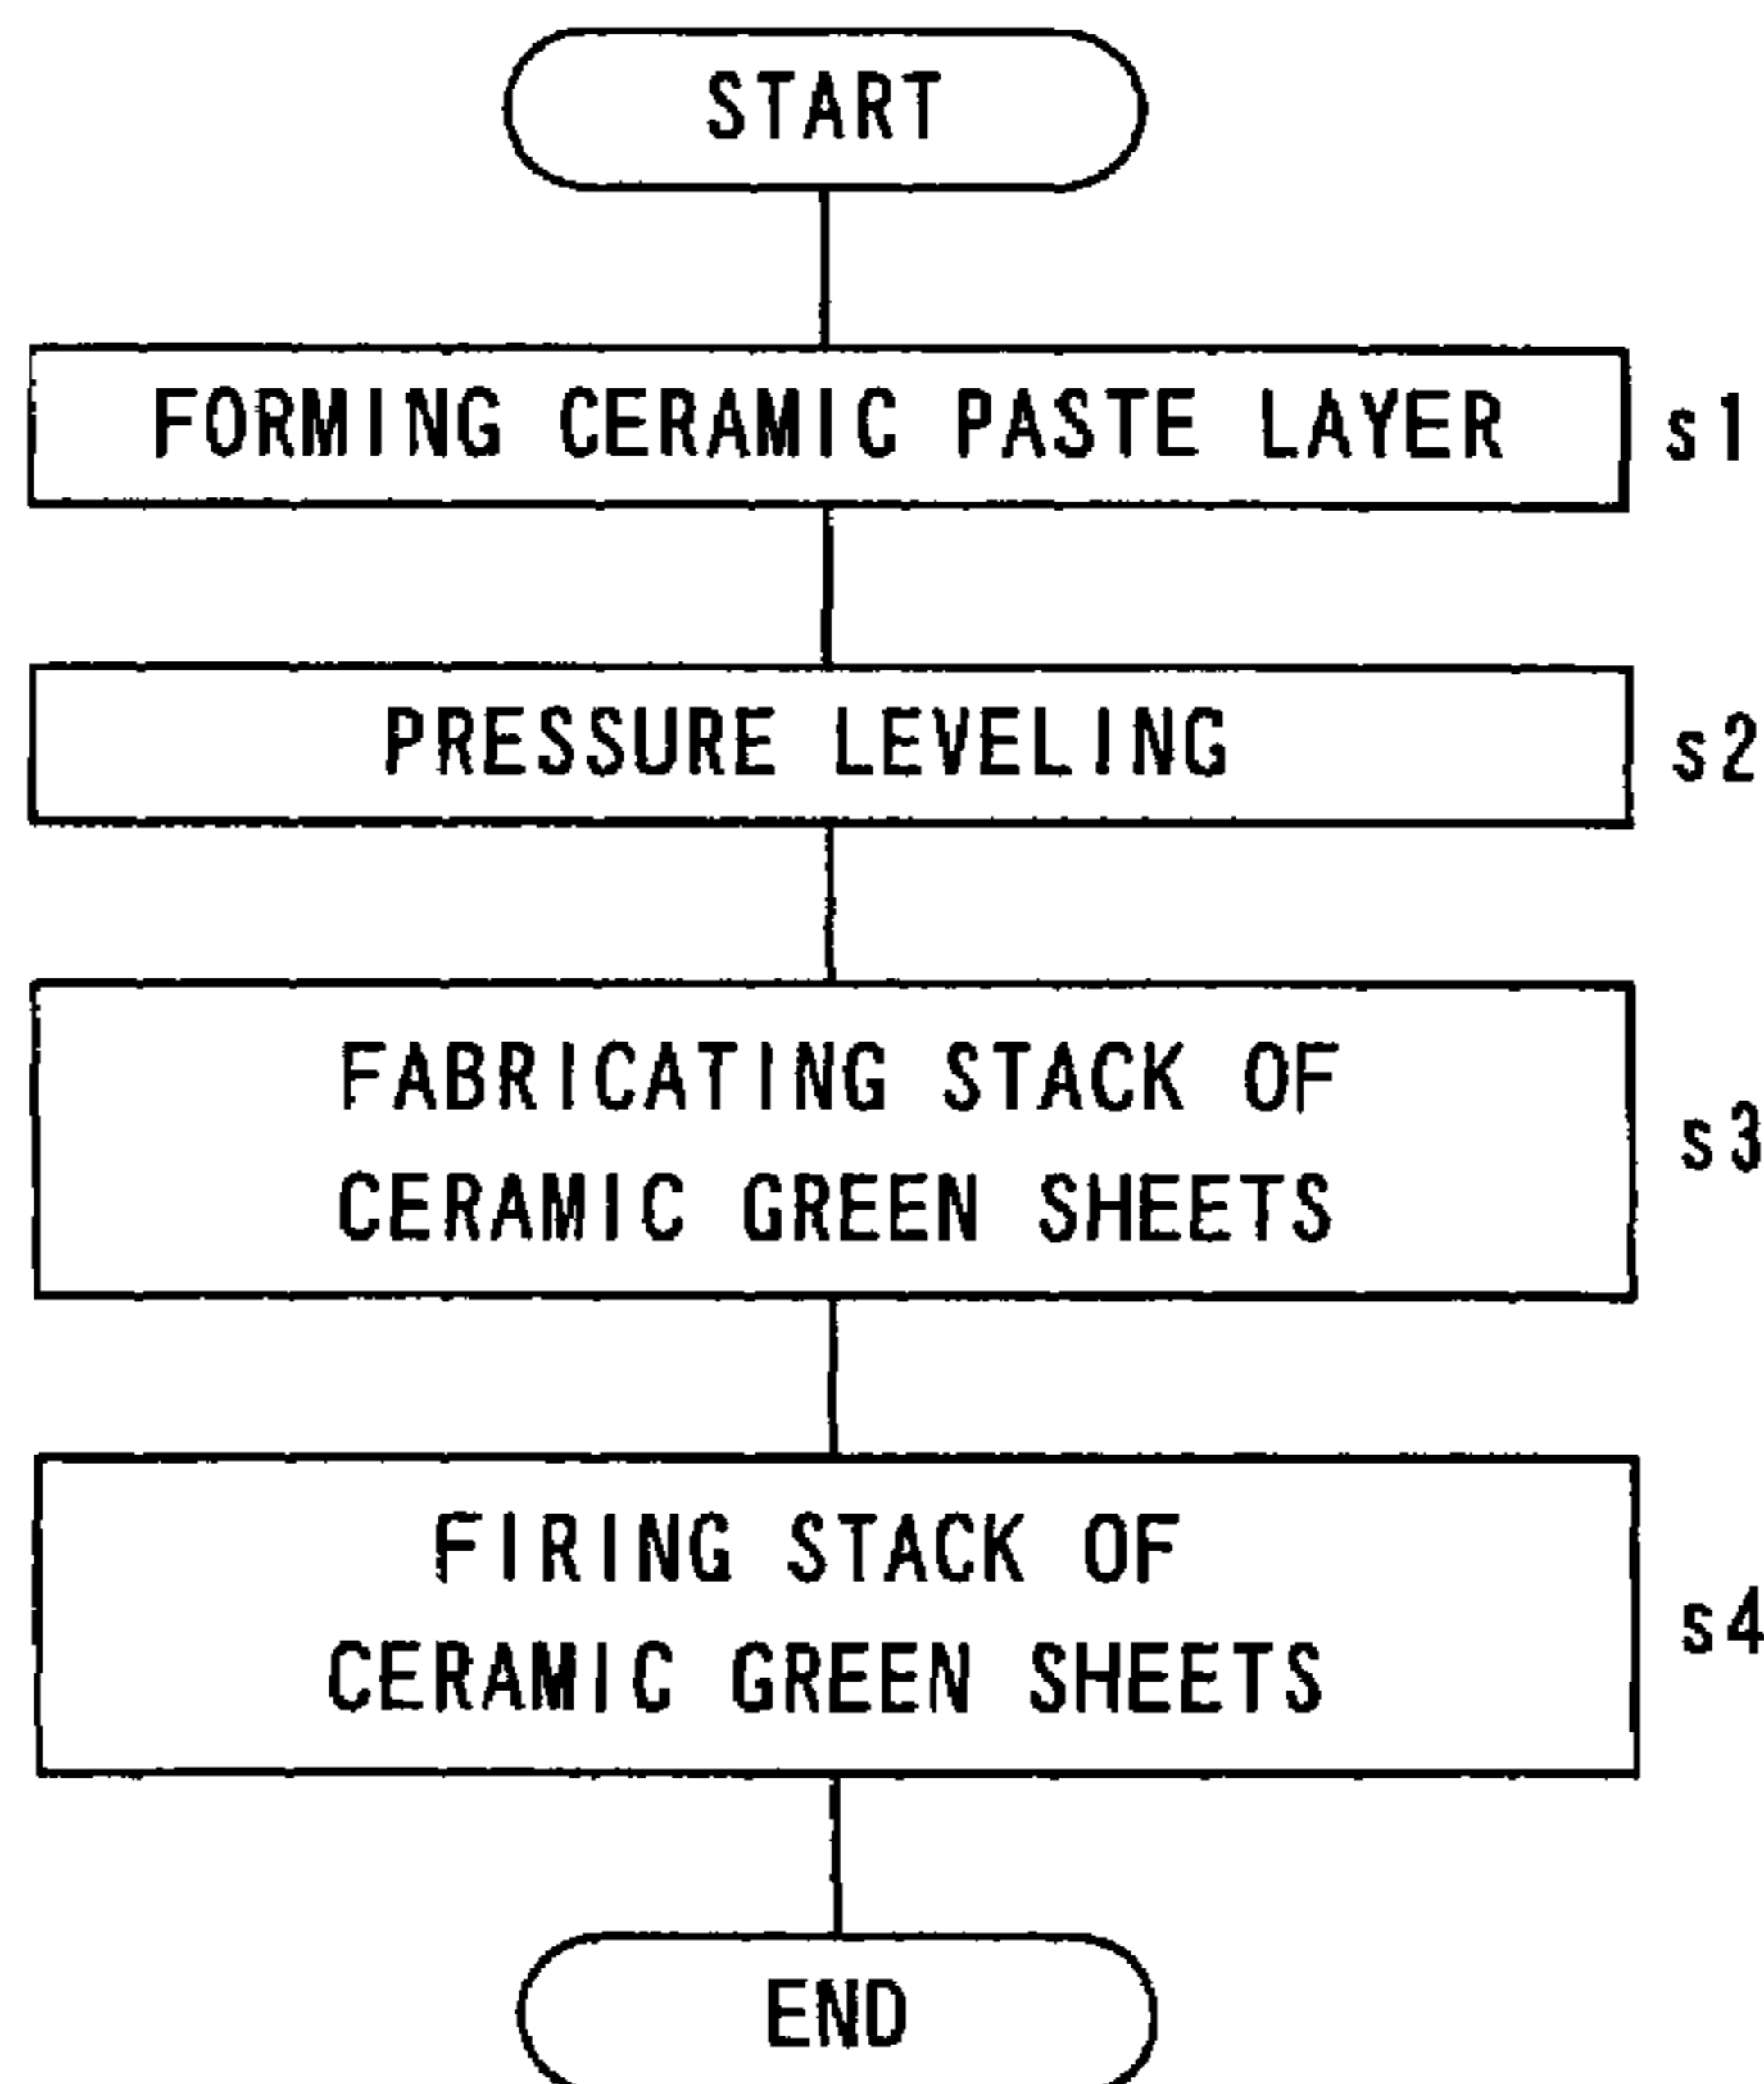 START
FORMING CERAMIC PASTE LAYER s1
PRESSURE LEVELING s2
FABRICATING STACK OF
CERAMIC GREEN SHEETS
s3
FIRING STACK OF
CERAMIC GREEN SHEETS
s4
END